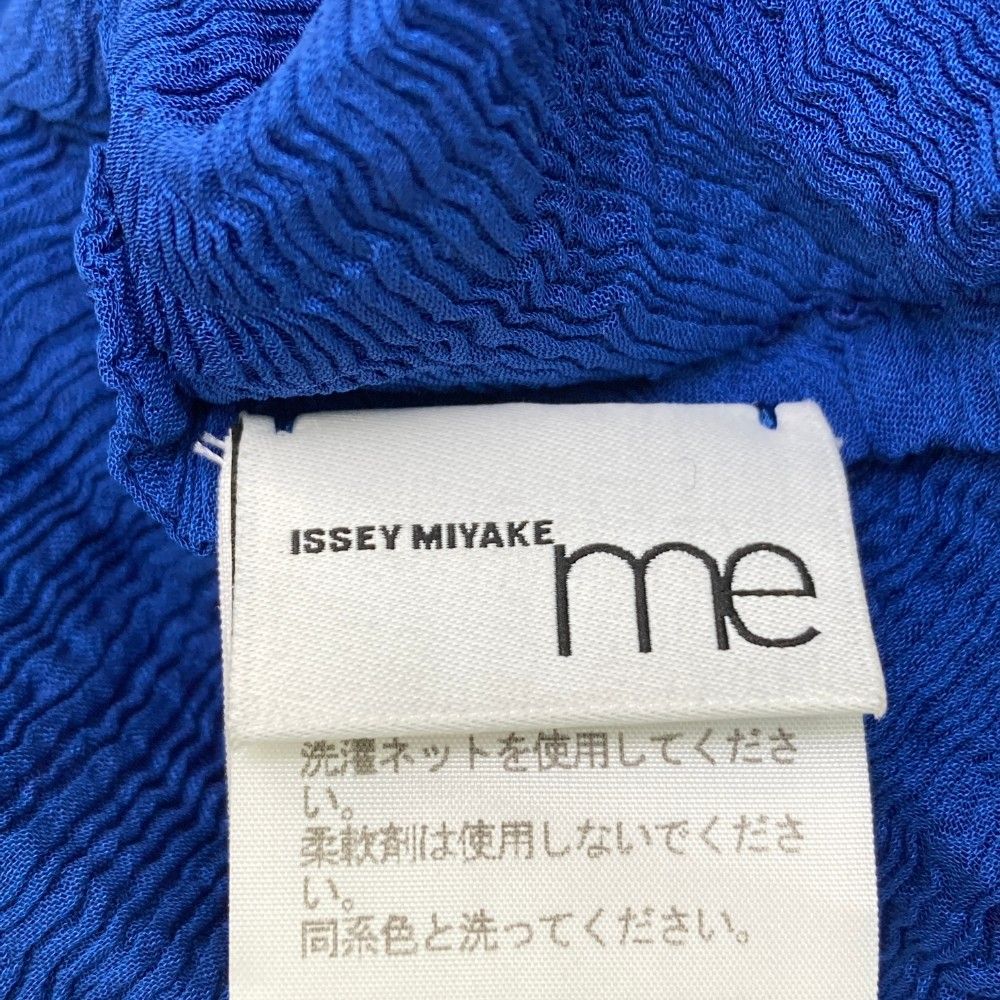 ISSEY MIYAKE me
洗濯ネットを使用してくださ
い。
柔軟剤は使用しないでくださ
い。
同系色と洗ってください。